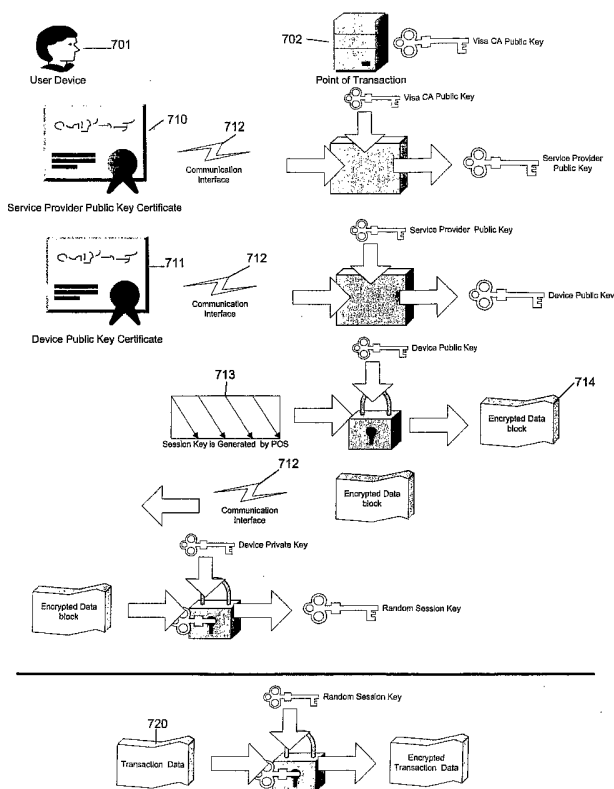 701
702
Visa CA Public Key
User Device
Point of Transaction
Visa CA Public Key
710
712
Communication
Interface
Service Provider
Public Key
Service Provider Public Key Certificate
Service Provider Public Key
711
712
Communication
Interface
Device Public Key
Device Public Key Certificate
Device Public Key
713
714
Session Key is Generated by POS
Encrypted Data
block
712
Communication
Interface
Encrypted Data
block
Device Private Key
Encrypted Data
block
Random Session Key
Random Session Key
720
Transaction Data
Encrypted
Transaction Data